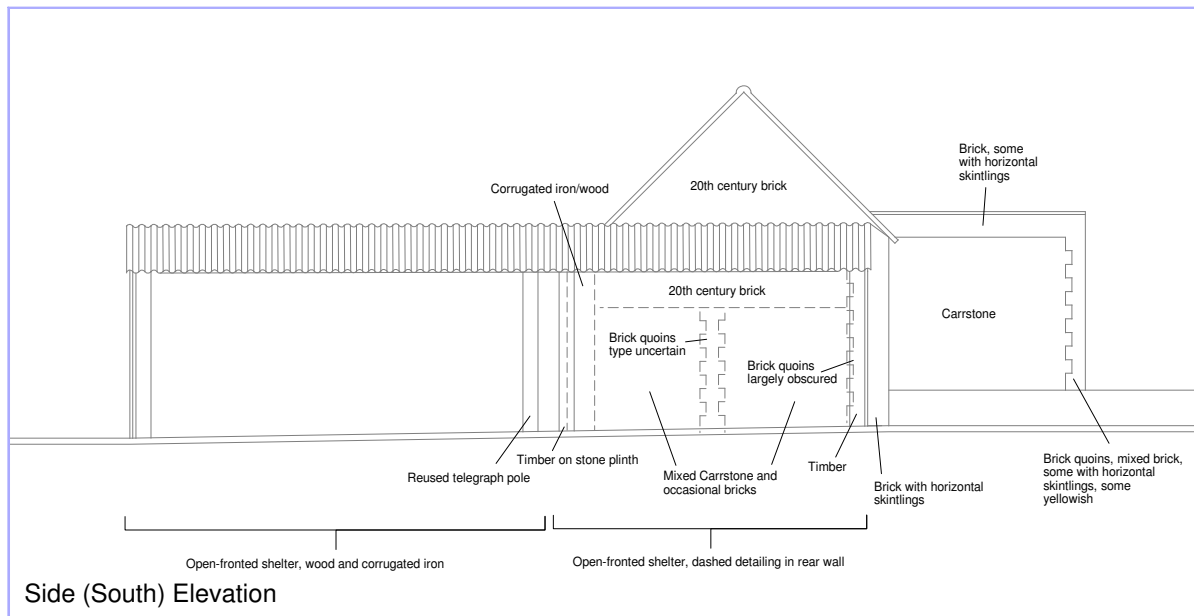 Brick, some
with horizontal
skintlings
Corrugated iron/wood
20th century brick
20th century brick
Carrstone
Brick quoins
type uncertain
Brick quoins
largely obscured
Timber on stone plinth
Reused telegraph pole
Mixed Carrstone and
occasional bricks
Timber
Brick with horizontal
skintlings
Brick quoins, mixed brick,
some with horizontal
skintlings, some
yellowish
Open-fronted shelter, wood and corrugated iron
Open-fronted shelter, dashed detailing in rear wall
Side (South) Elevation